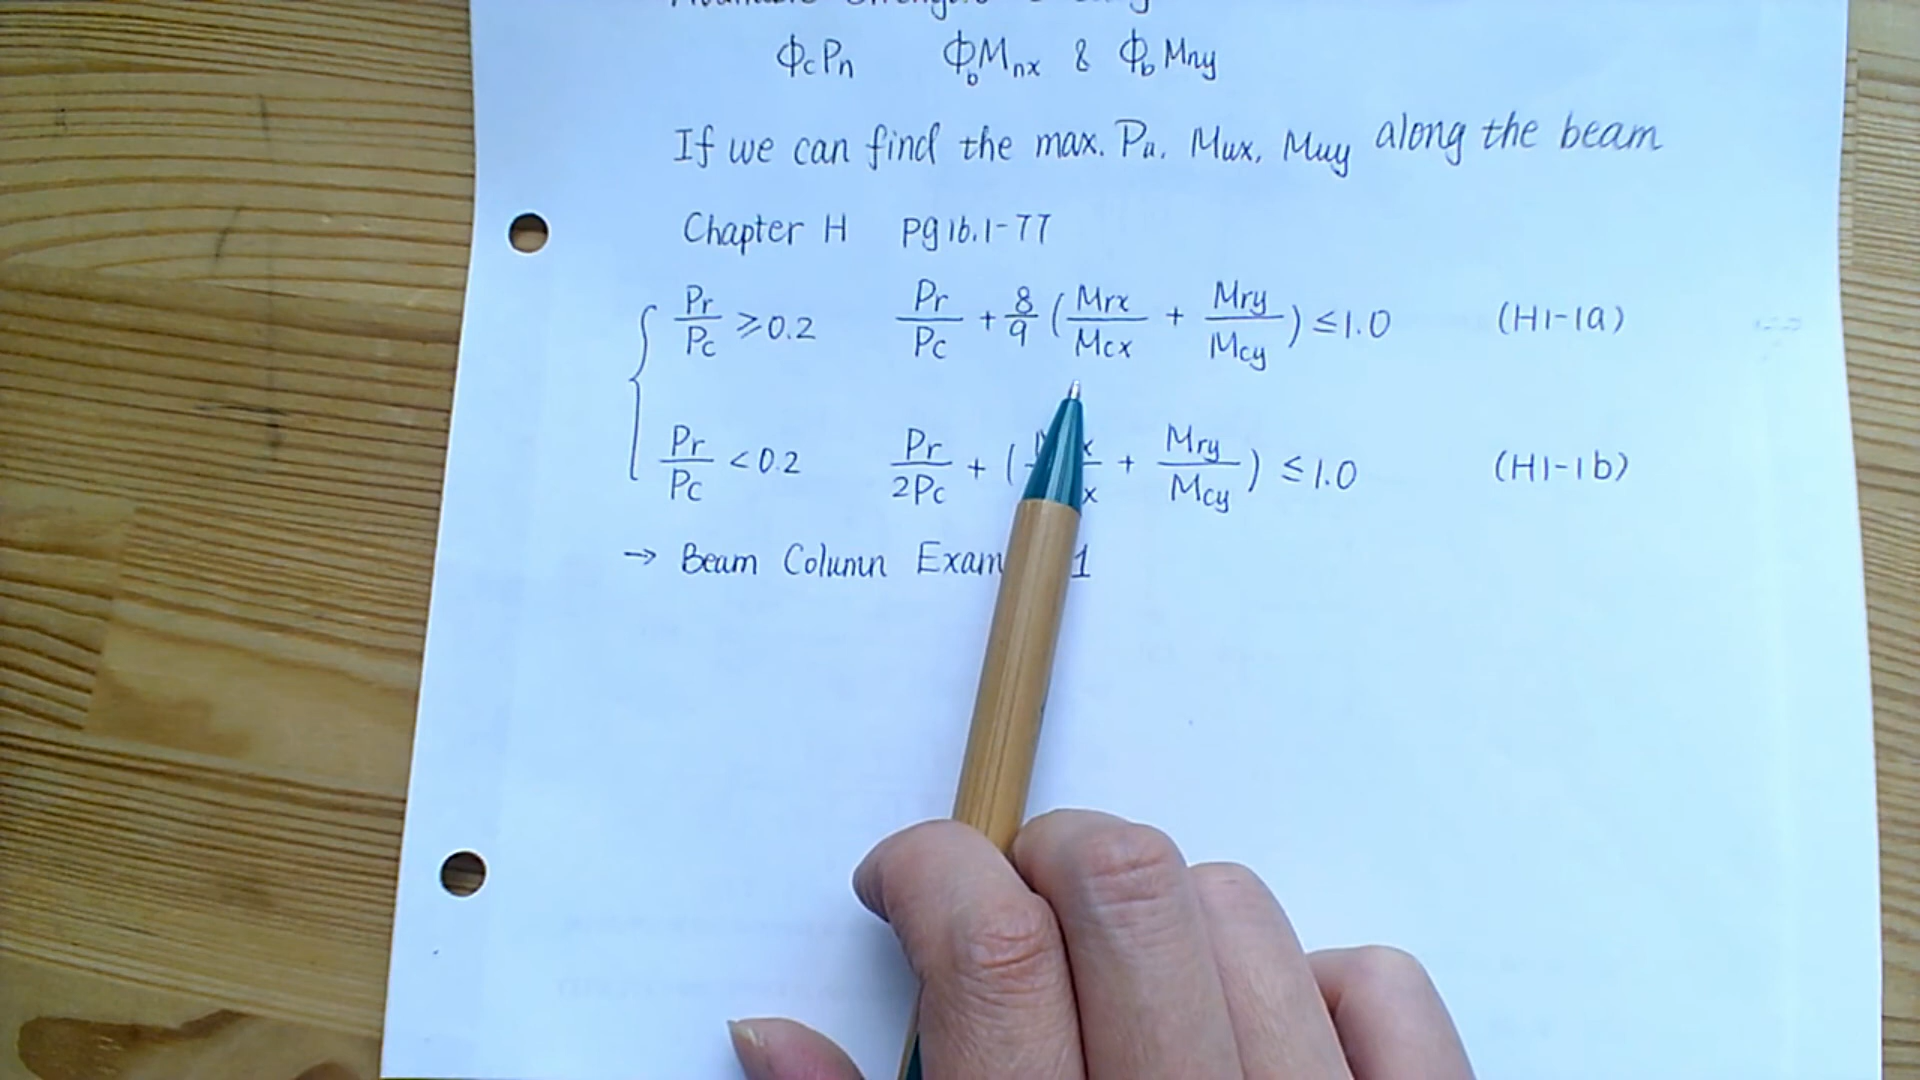 ΦcPn ΦbMnx & ΦbMny
If we can find the max. Pu, Mux, Muy along the beam
Chapter H pg 16.1-77
Pr/Pc ≥0.2 Pr/Pc + 8/9 (Mrx/Mcx + Mry/Mcy) ≤1.0 (H1-1a)
Pr/Pc <0.2 Pr/2Pc + ( + Mry/Mcy) ≤1.0 (H1-1b)
→ Beam Column 1